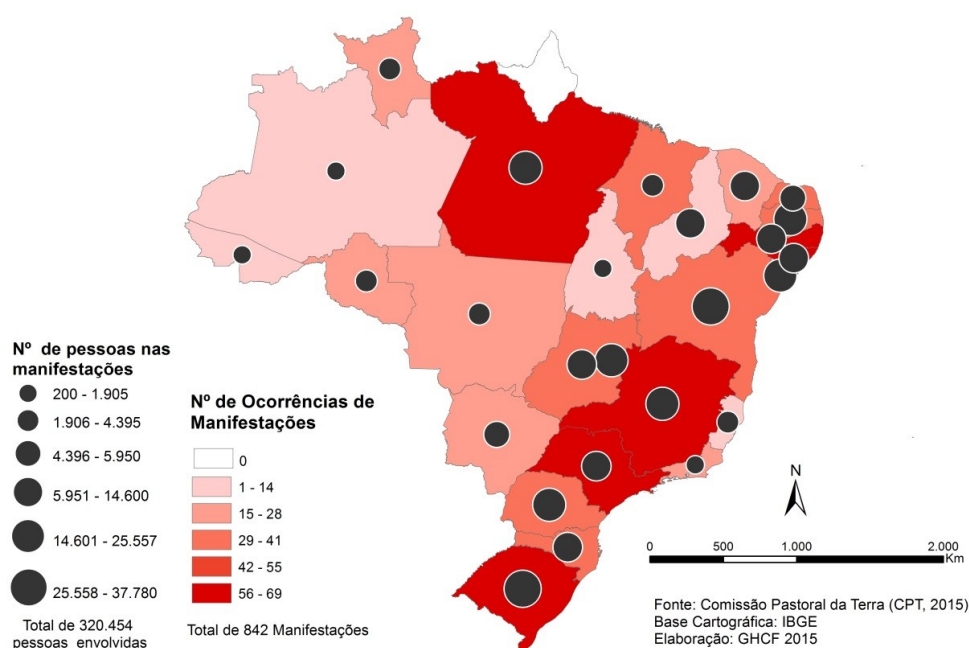 Nº de pessoas nas
manifestações
200 - 1.905
1.906 - 4.395
4.396 - 5.950
5.951 - 14.600
14.601 - 25.557
25.558 - 37.780
Total de 320.454
pessoas envolvidas
Nº de Ocorrências de
Manifestações
0
1 - 14
15 - 28
29 - 41
42 - 55
56 - 69
Total de 842 Manifestações
N
0 500 1.000 2.000
Km
Fonte: Comissão Pastoral da Terra (CPT, 2015)
Base Cartográfica: IBGE
Elaboração: GHCF 2015